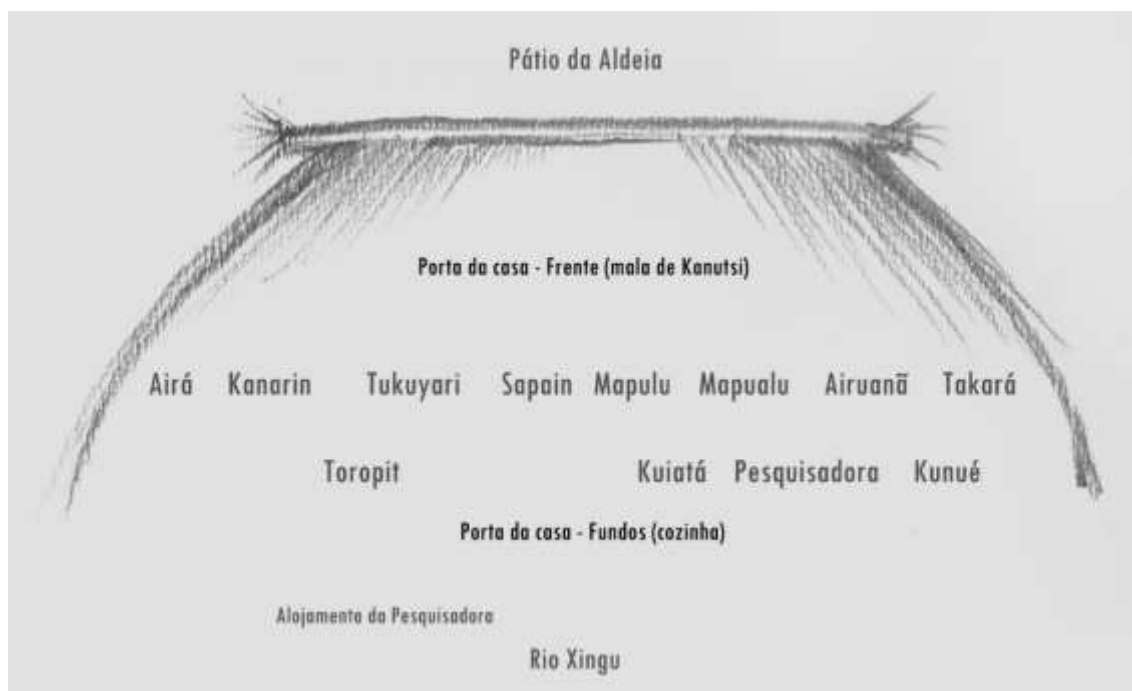 Pátio da Aldeia
Porta da casa - Frente (mala de Kanutsi)
Airá Kanarin Tukuyari Sapain Mapulu Mapualu Airuanã Takará
Toropit Kuiatá Pesquisadora Kunué
Porta da casa - Fundos (cozinha)
Alojamento da Pesquisadora
Rio Xingu